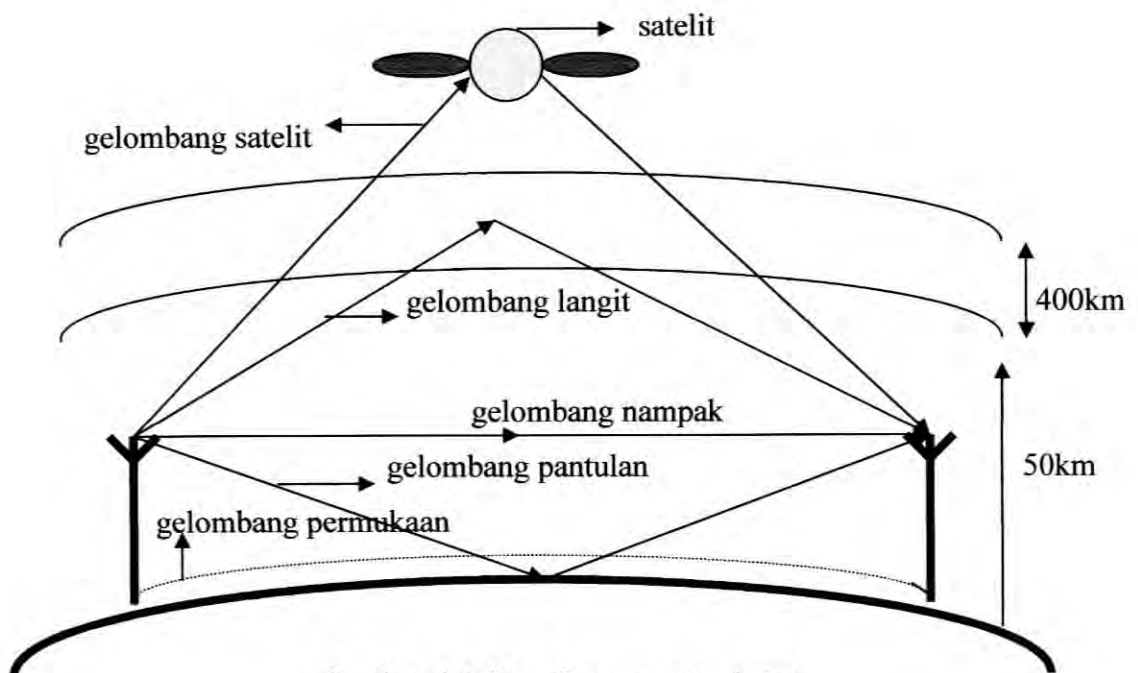 satelit
gelombang satelit
gelombang langit
400km
gelombang nampak
gelombang pantulan
50km
gelombang permukaan